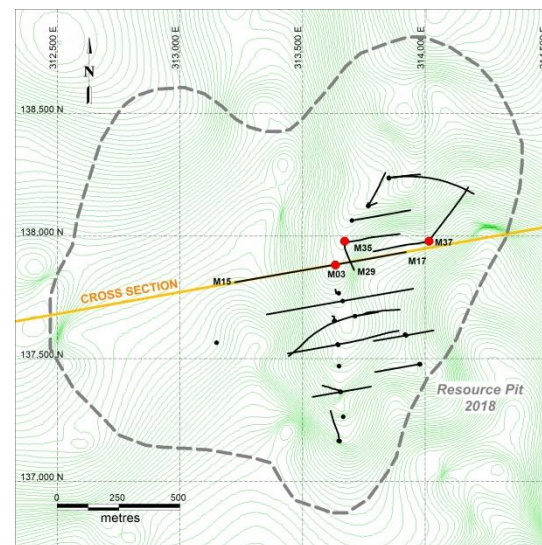 312,500 E
313,000 E
313,500 E
314,000 E
N
138,500 N
138,000 N
M35
M37
M17
M03
M29
M15
CROSS SECTION
137,500 N
Resource Pit
2018
137,000 N
0
250
500
metres